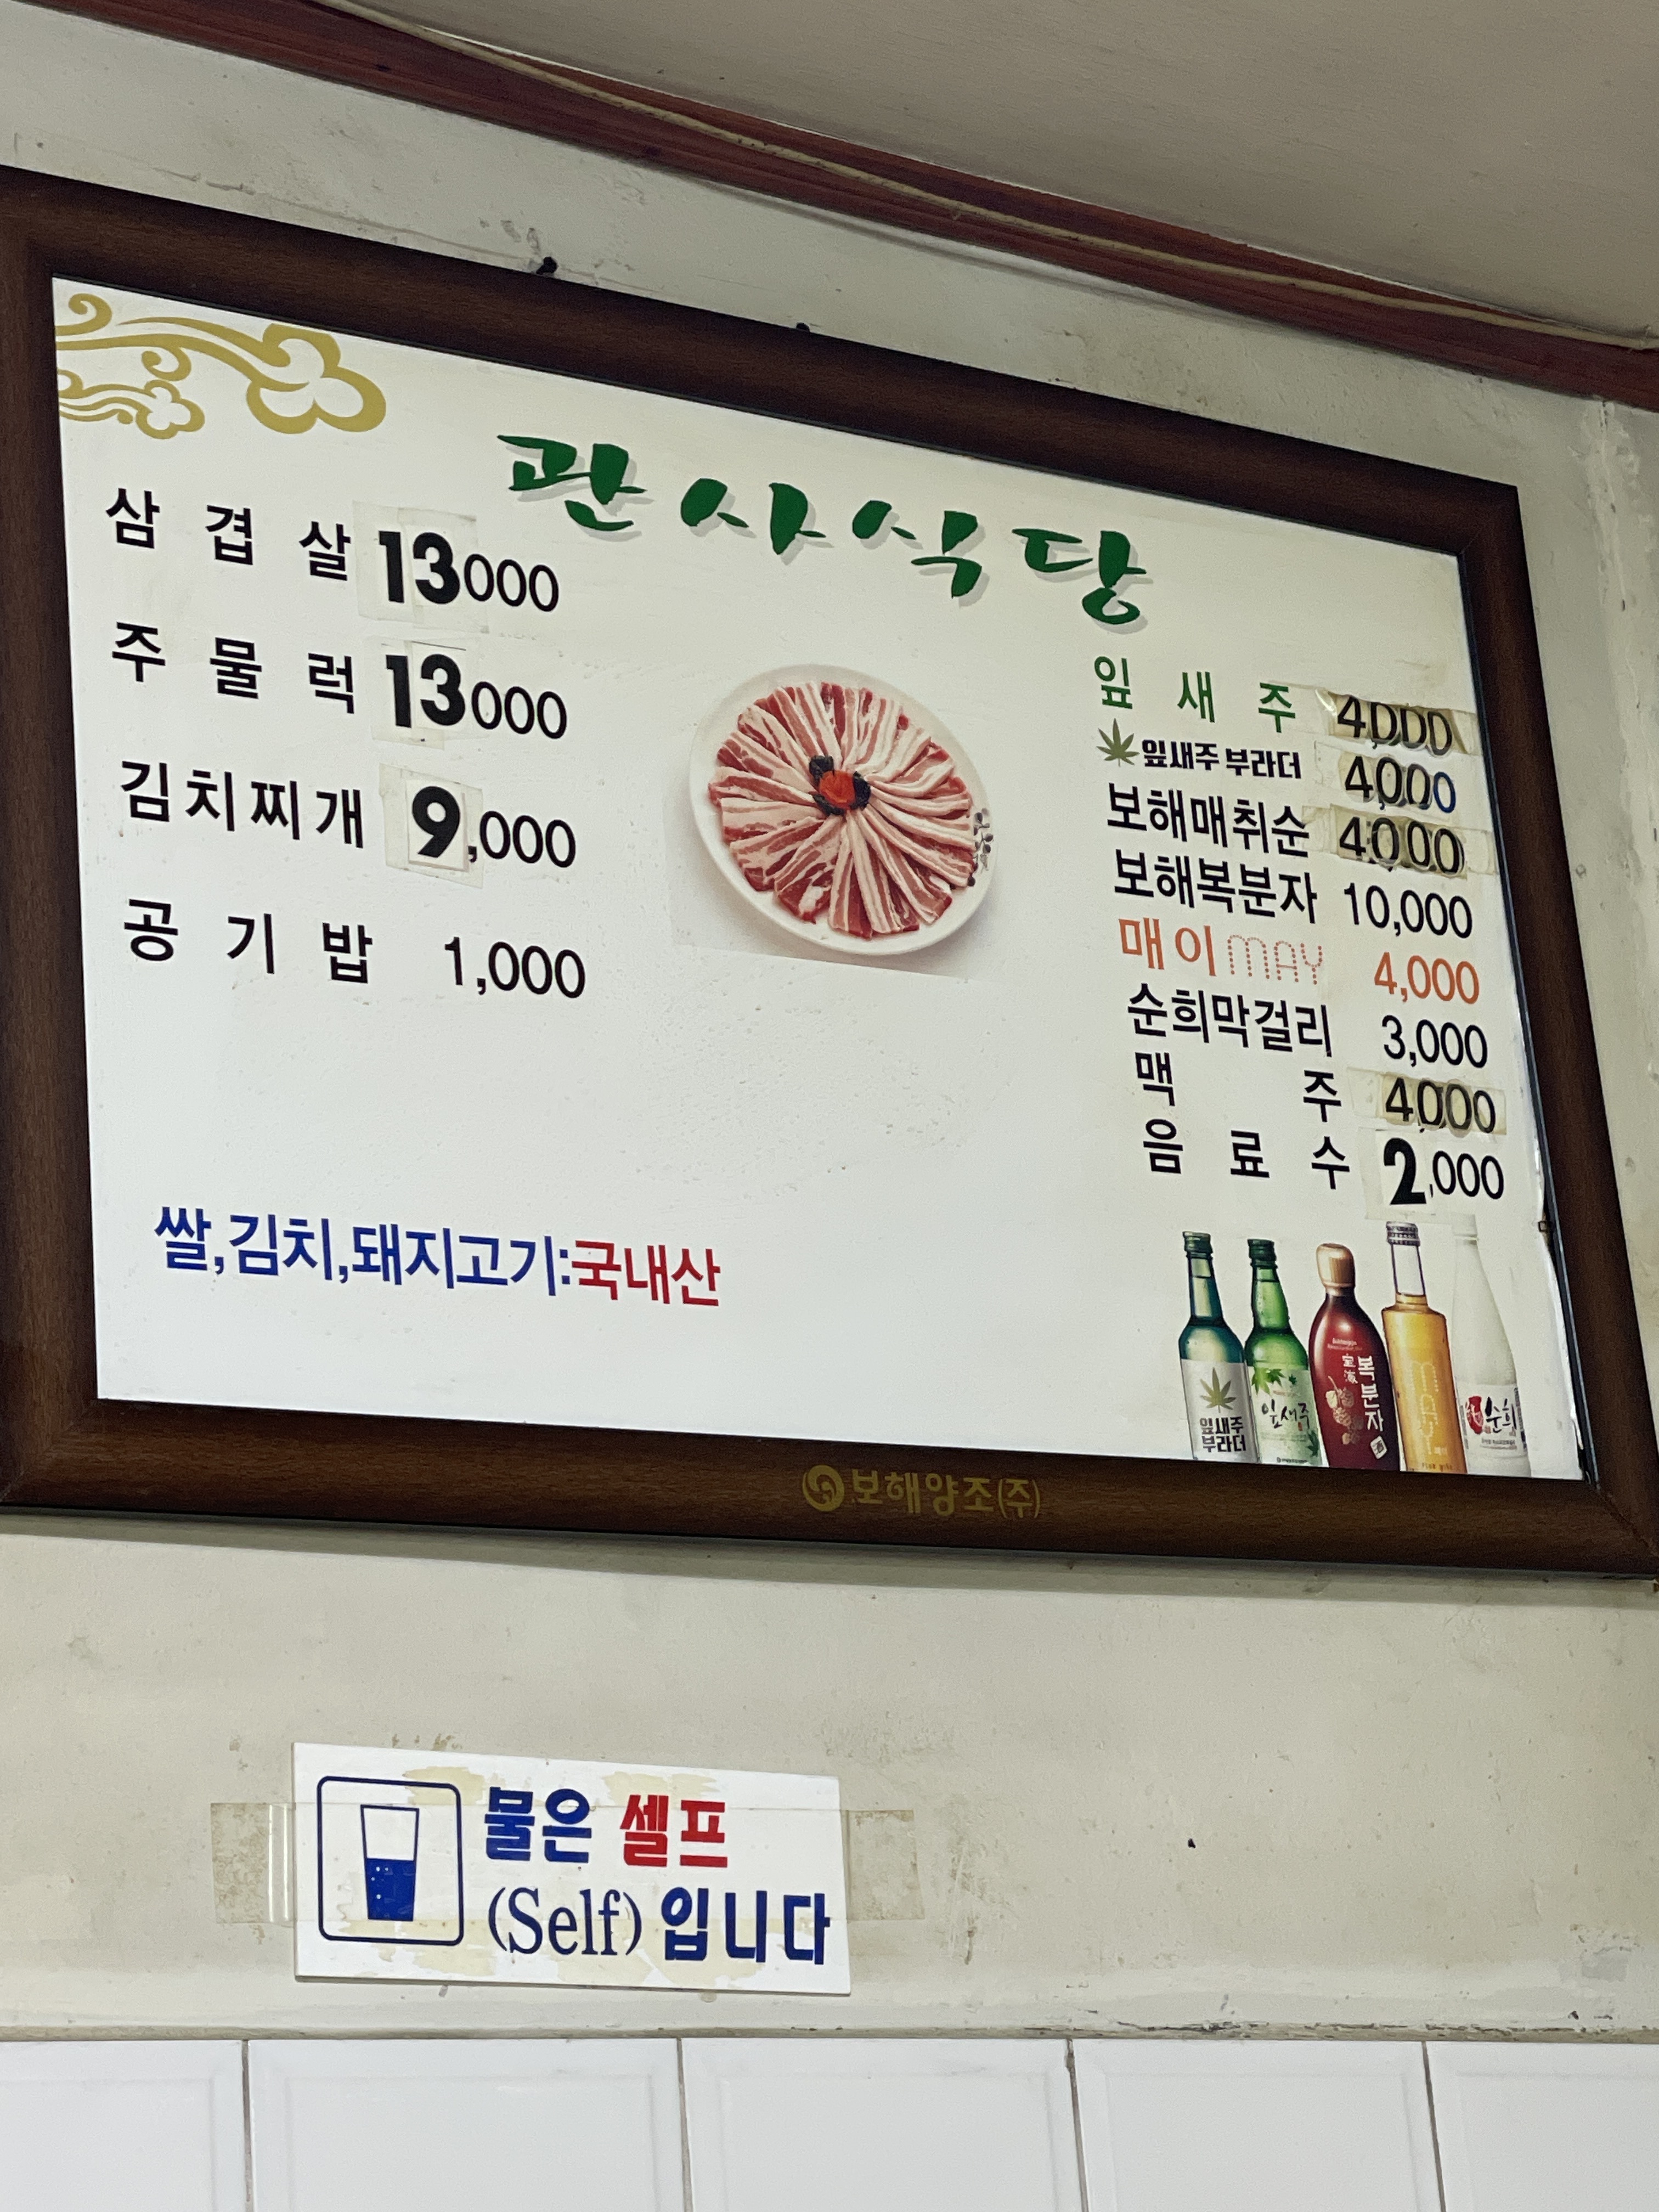 관사식당
삼겹살 13000
주물럭 13000
김치찌개 9,000
공기밥 1,000
잎새주 4000
잎새주 부라더 4000
보해매취순 4000
보해복분자 10,000
매이 MAY 4,000
순희막걸리 3,000
맥주 4000
음료수 2,000
쌀,김치,돼지고기:국내산
잎새주
부라더
잎새주
복분자
순희
보해양조(주)
물은 셀프
(Self) 입니다